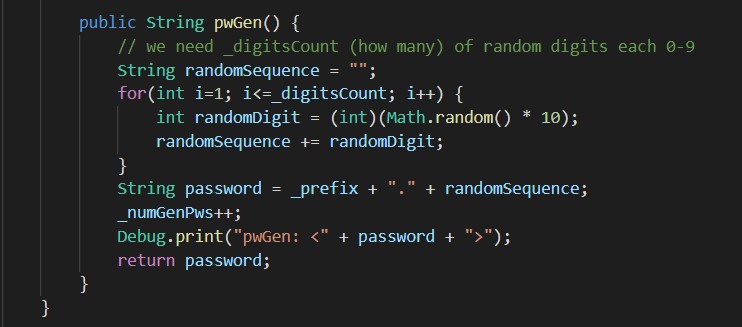 public String pwGen() {
// we need _digitsCount (how many) of random digits each 0-9
String randomSequence = "";
for(int i=1; i<=_digitsCount; i++) {
int randomDigit = (int)(Math.random() * 10);
randomSequence += randomDigit;
}
String password = _prefix + "." + randomSequence;
_numGenPws++;
Debug.print("pwGen: <" + password + ">");
return password;
}
}